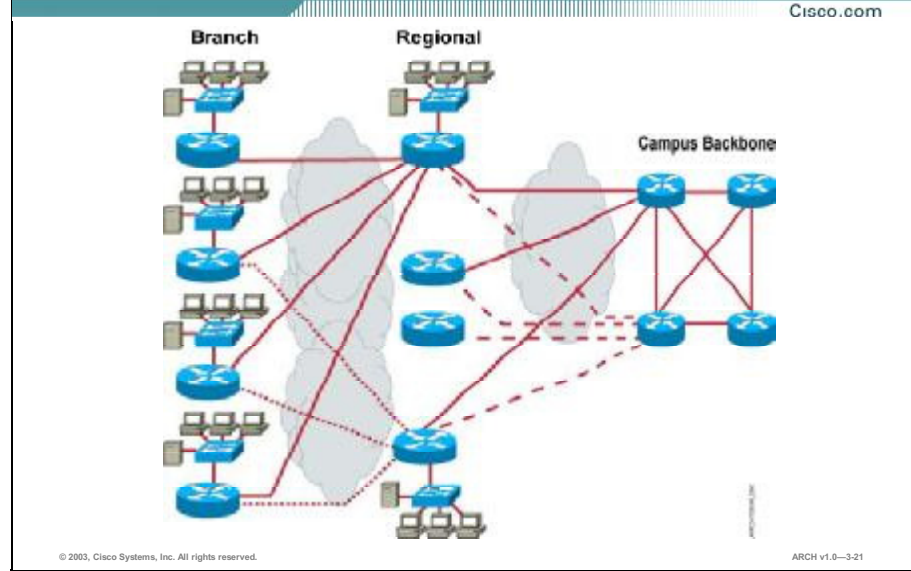 Cisco.com
Branch
Regional
Campus Backbone
© 2003, Cisco Systems, Inc. All rights reserved.
ARCH v1.0—3-21